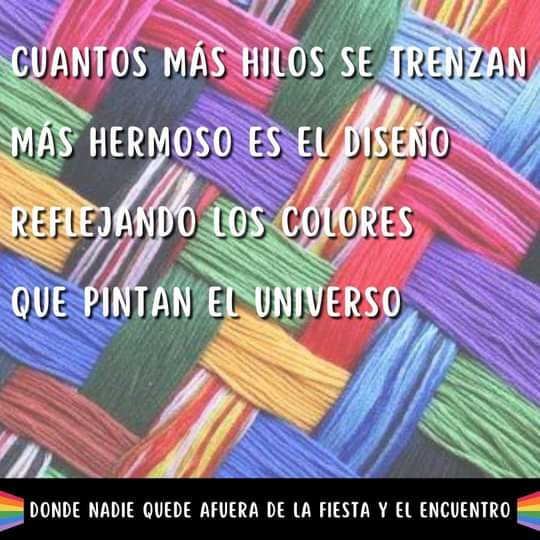 CUANTOS MÁS HILOS SE TRENZAN
MÁS HERMOSO ES EL DISEÑO
REFLEJANDO LOS COLORES
QUE PINTAN EL UNIVERSO
DONDE NADIE QUEDE AFUERA DE LA FIESTA Y EL ENCUENTRO